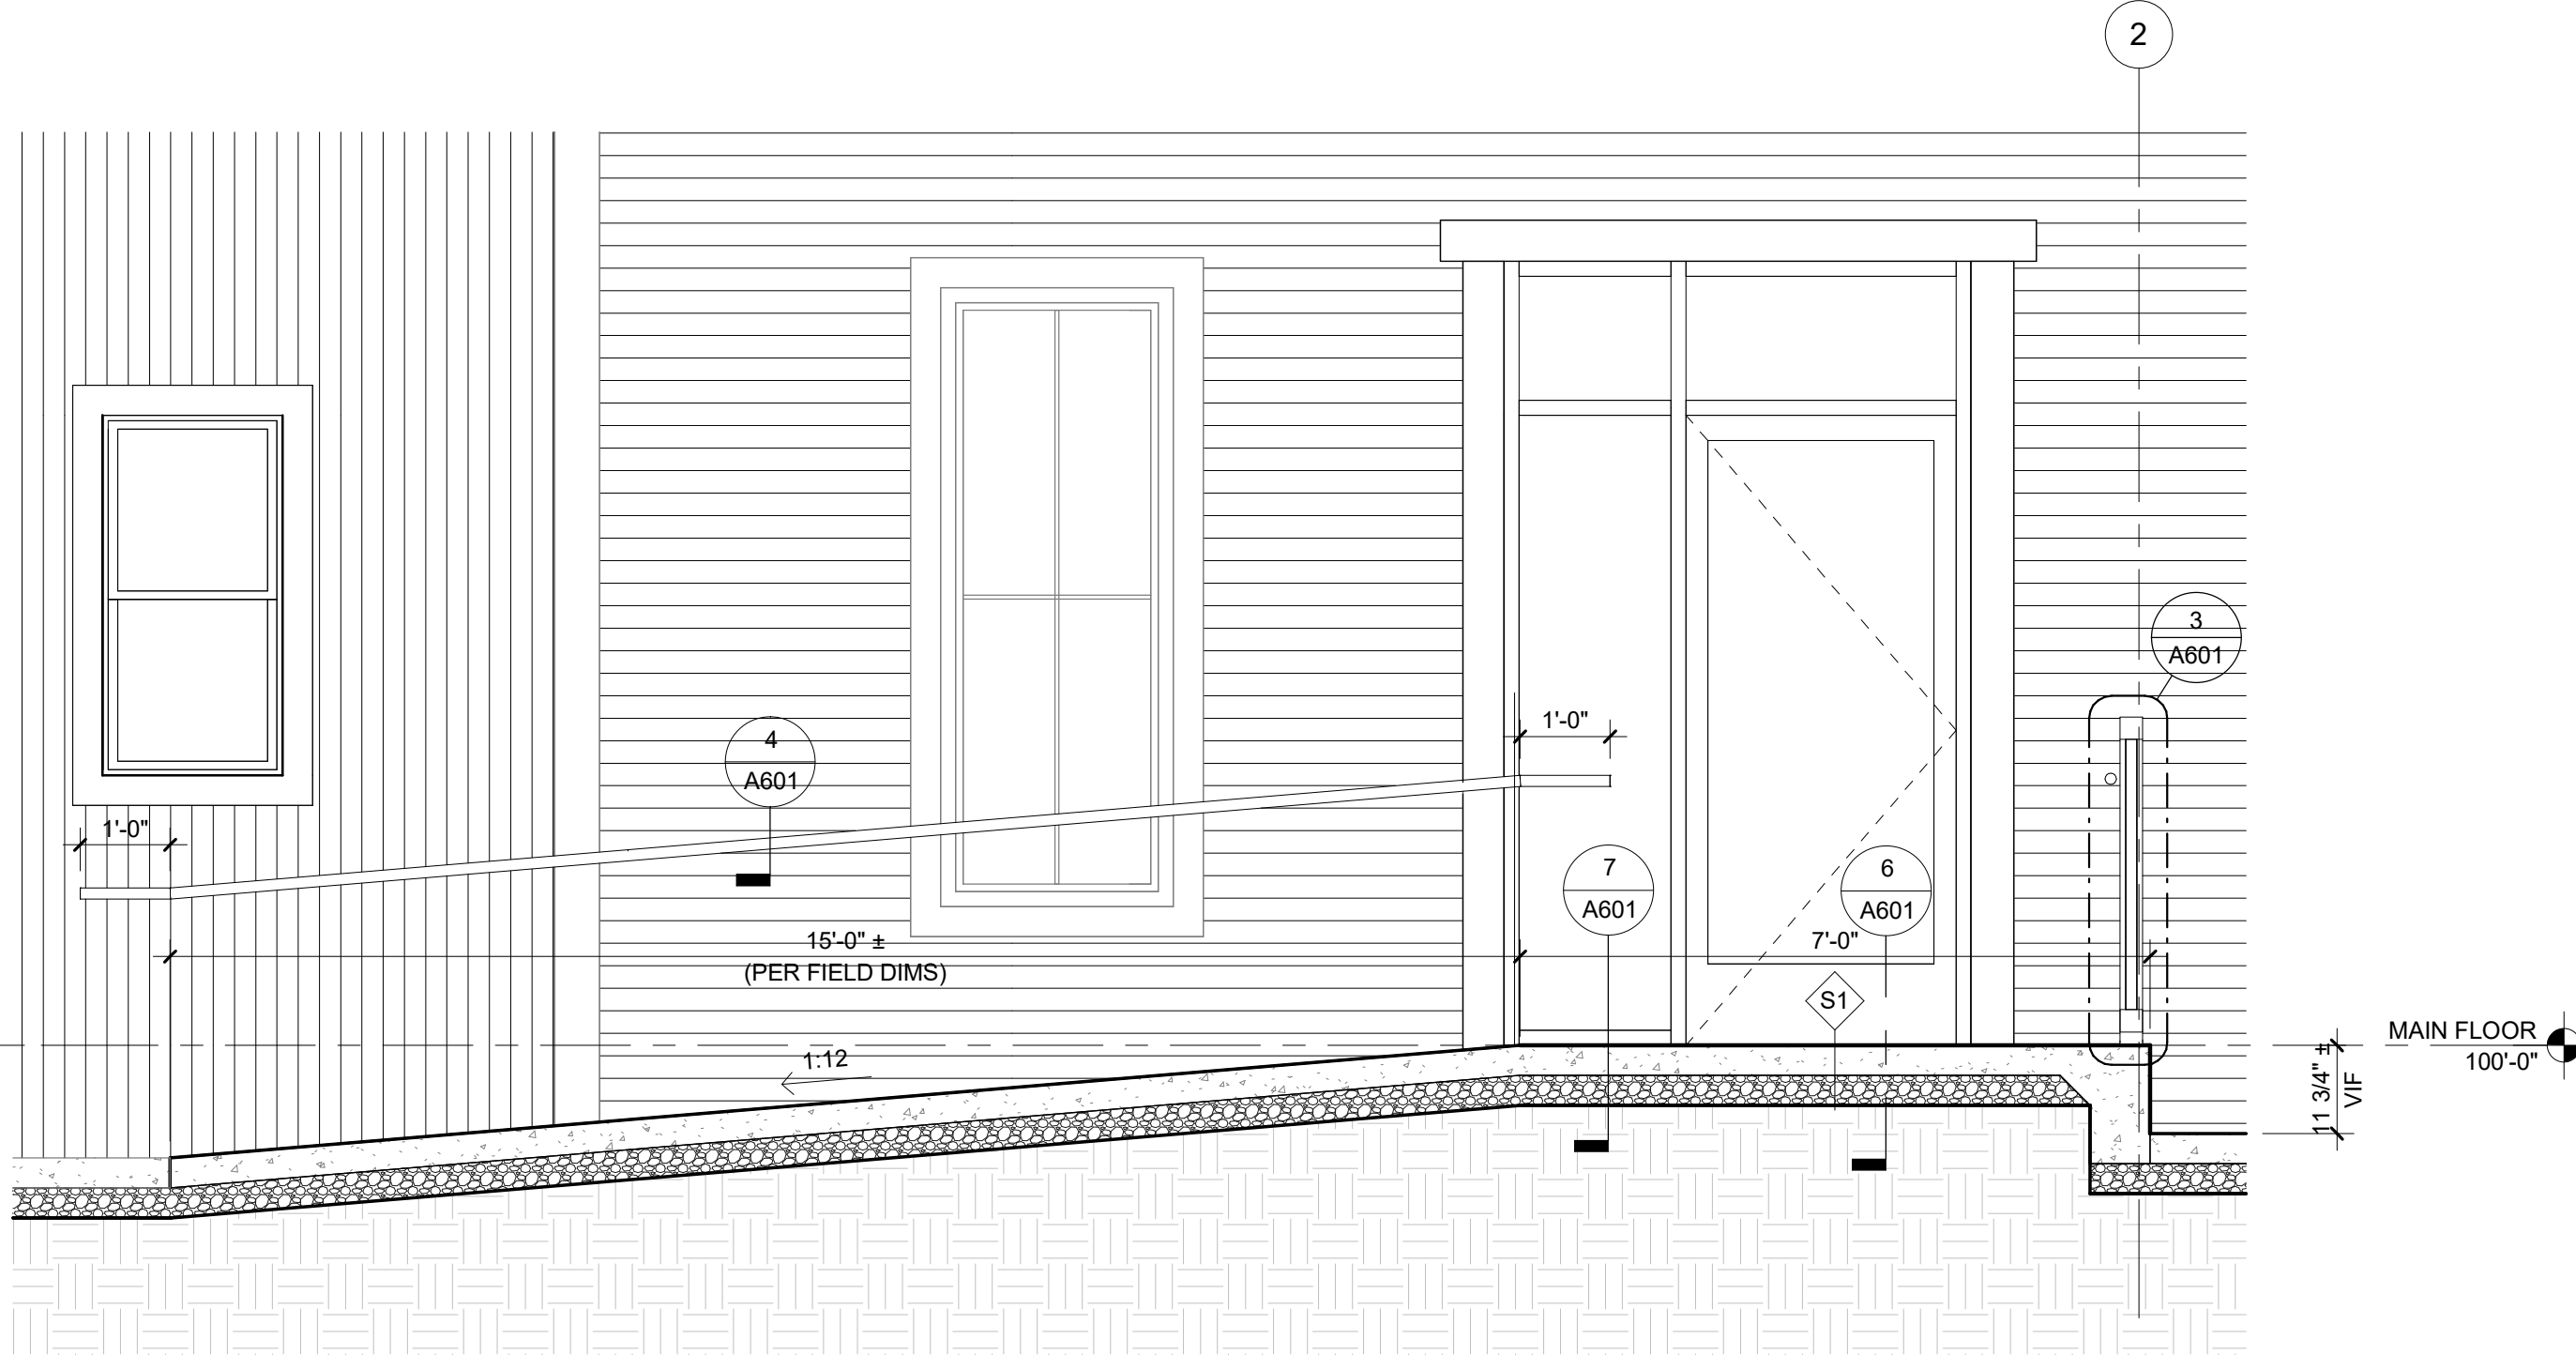 2
3
A601
1'-0"
4
A601
1'-0"
7
A601
6
A601
15'-0" ±
(PER FIELD DIMS)
7'-0"
S1
MAIN FLOOR
100'-0"
1:12
11 3/4" ±
VIF